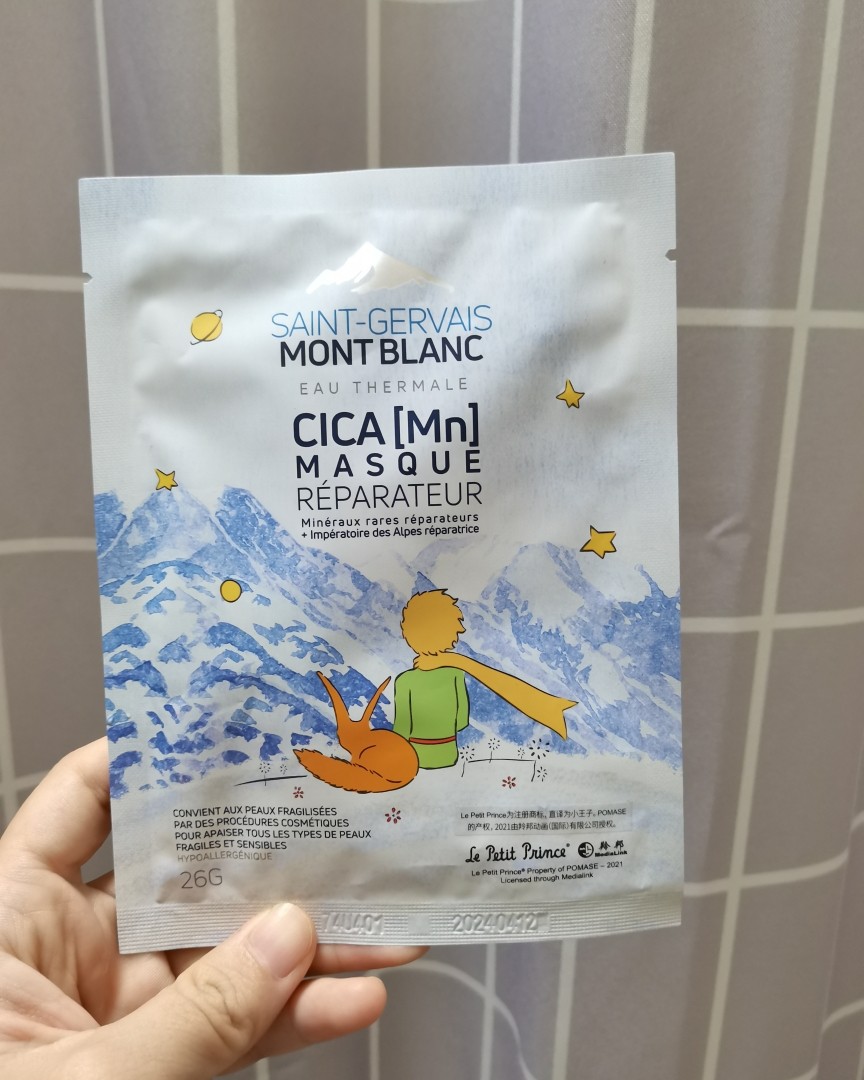 SAINT-GERVAIS
MONT BLANC
EAU THERMALE
CICA [Mn]
MASQUE
RÉPARATEUR
Minéraux rares réparateurs
+ Impératoire des Alpes réparatrice
CONVIENT AUX PEAUX FRAGILISÉES
PAR DES PROCÉDURES COSMÉTIQUES
POUR APAISER TOUS LES TYPES DE PEAUX
FRAGILES ET SENSIBLES
HYPOALLERGÉNIQUE
26G
Le Petit Prince为注册商标，直译为小王子。POMASE
的产权，2021由羚邦动画(国际)有限公司授权。
Le Petit Prince® 羚邦
MediaLink
Le Petit Prince® Property of POMASE – 2021
Licensed through Medialink
74U401 20240412